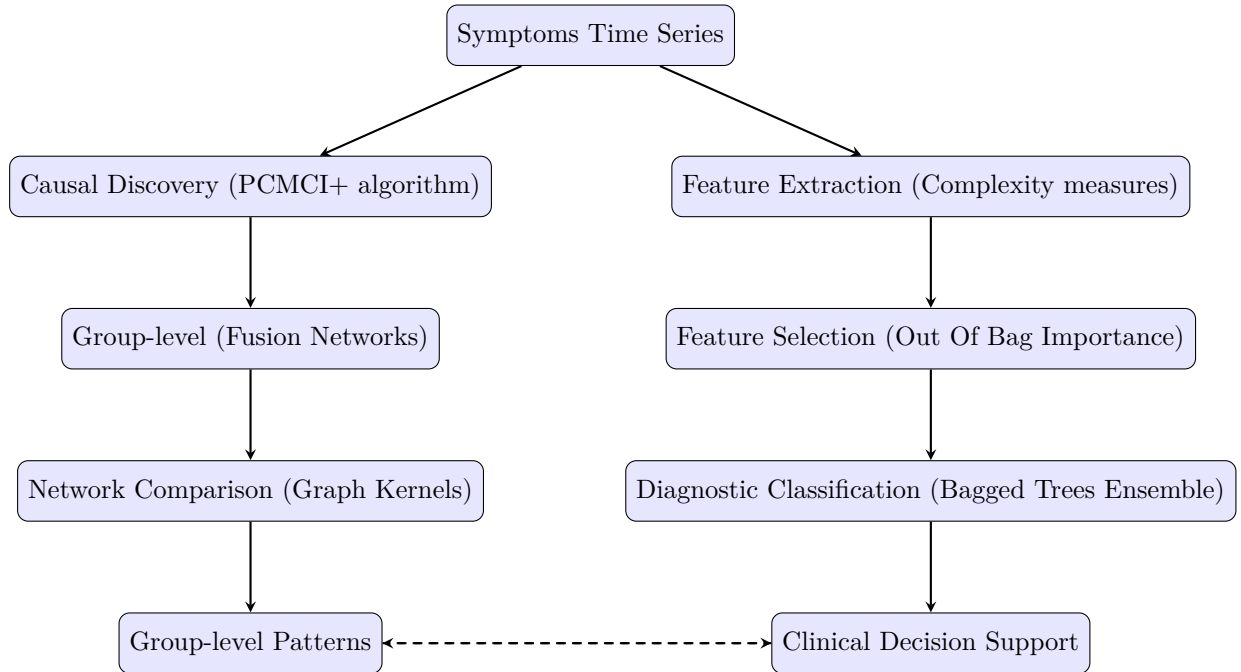 Symptoms Time Series
Causal Discovery (PCMCI+ algorithm)
Feature Extraction (Complexity measures)
Group-level (Fusion Networks)
Feature Selection (Out Of Bag Importance)
Network Comparison (Graph Kernels)
Diagnostic Classification (Bagged Trees Ensemble)
Group-level Patterns
Clinical Decision Support